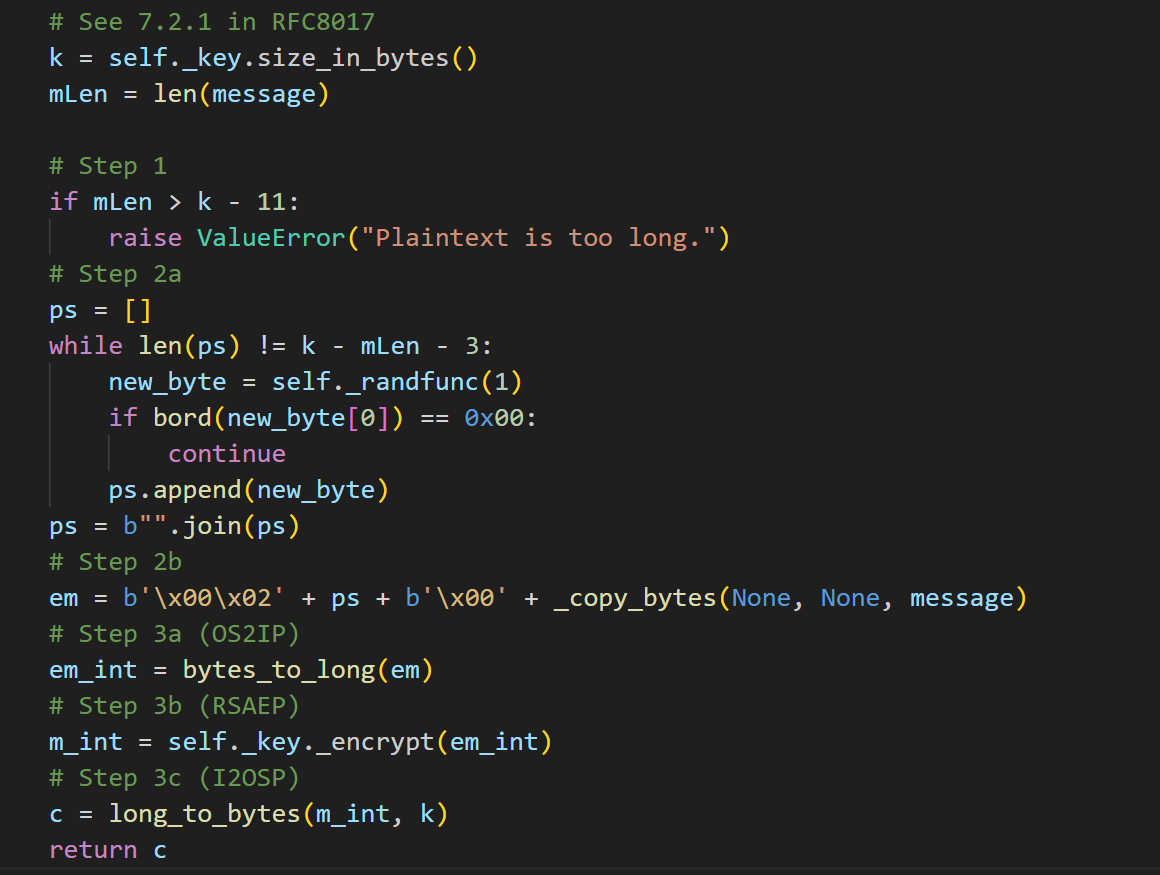 # See 7.2.1 in RFC8017
k = self._key.size_in_bytes()
mLen = len(message)

# Step 1
if mLen > k - 11:
    raise ValueError("Plaintext is too long.")
# Step 2a
ps = []
while len(ps) != k - mLen - 3:
    new_byte = self._randfunc(1)
    if bord(new_byte[0]) == 0x00:
        continue
    ps.append(new_byte)
ps = b"".join(ps)
# Step 2b
em = b'\x00\x02' + ps + b'\x00' + _copy_bytes(None, None, message)
# Step 3a (OS2IP)
em_int = bytes_to_long(em)
# Step 3b (RSAEP)
m_int = self._key._encrypt(em_int)
# Step 3c (I2OSP)
c = long_to_bytes(m_int, k)
return c